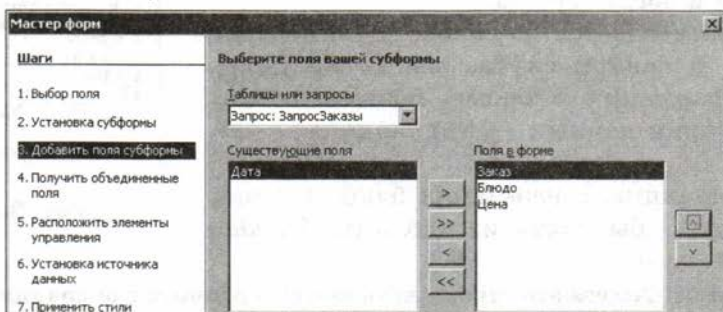 Мастер форм
Шаги
1. Выбор поля
2. Установка субформы
3. Добавить поля субформы
4. Получить объединенные
поля
5. Расположить элементы
управления
6. Установка источника
данных
7. Применить стили
Выберите поля вашей субформы
Таблицы или запросы
Запрос: ЗапросЗаказы
Существующие поля
Дата
>
>>
<
<<
Поля в форме
Заказ
Блюдо
Цена